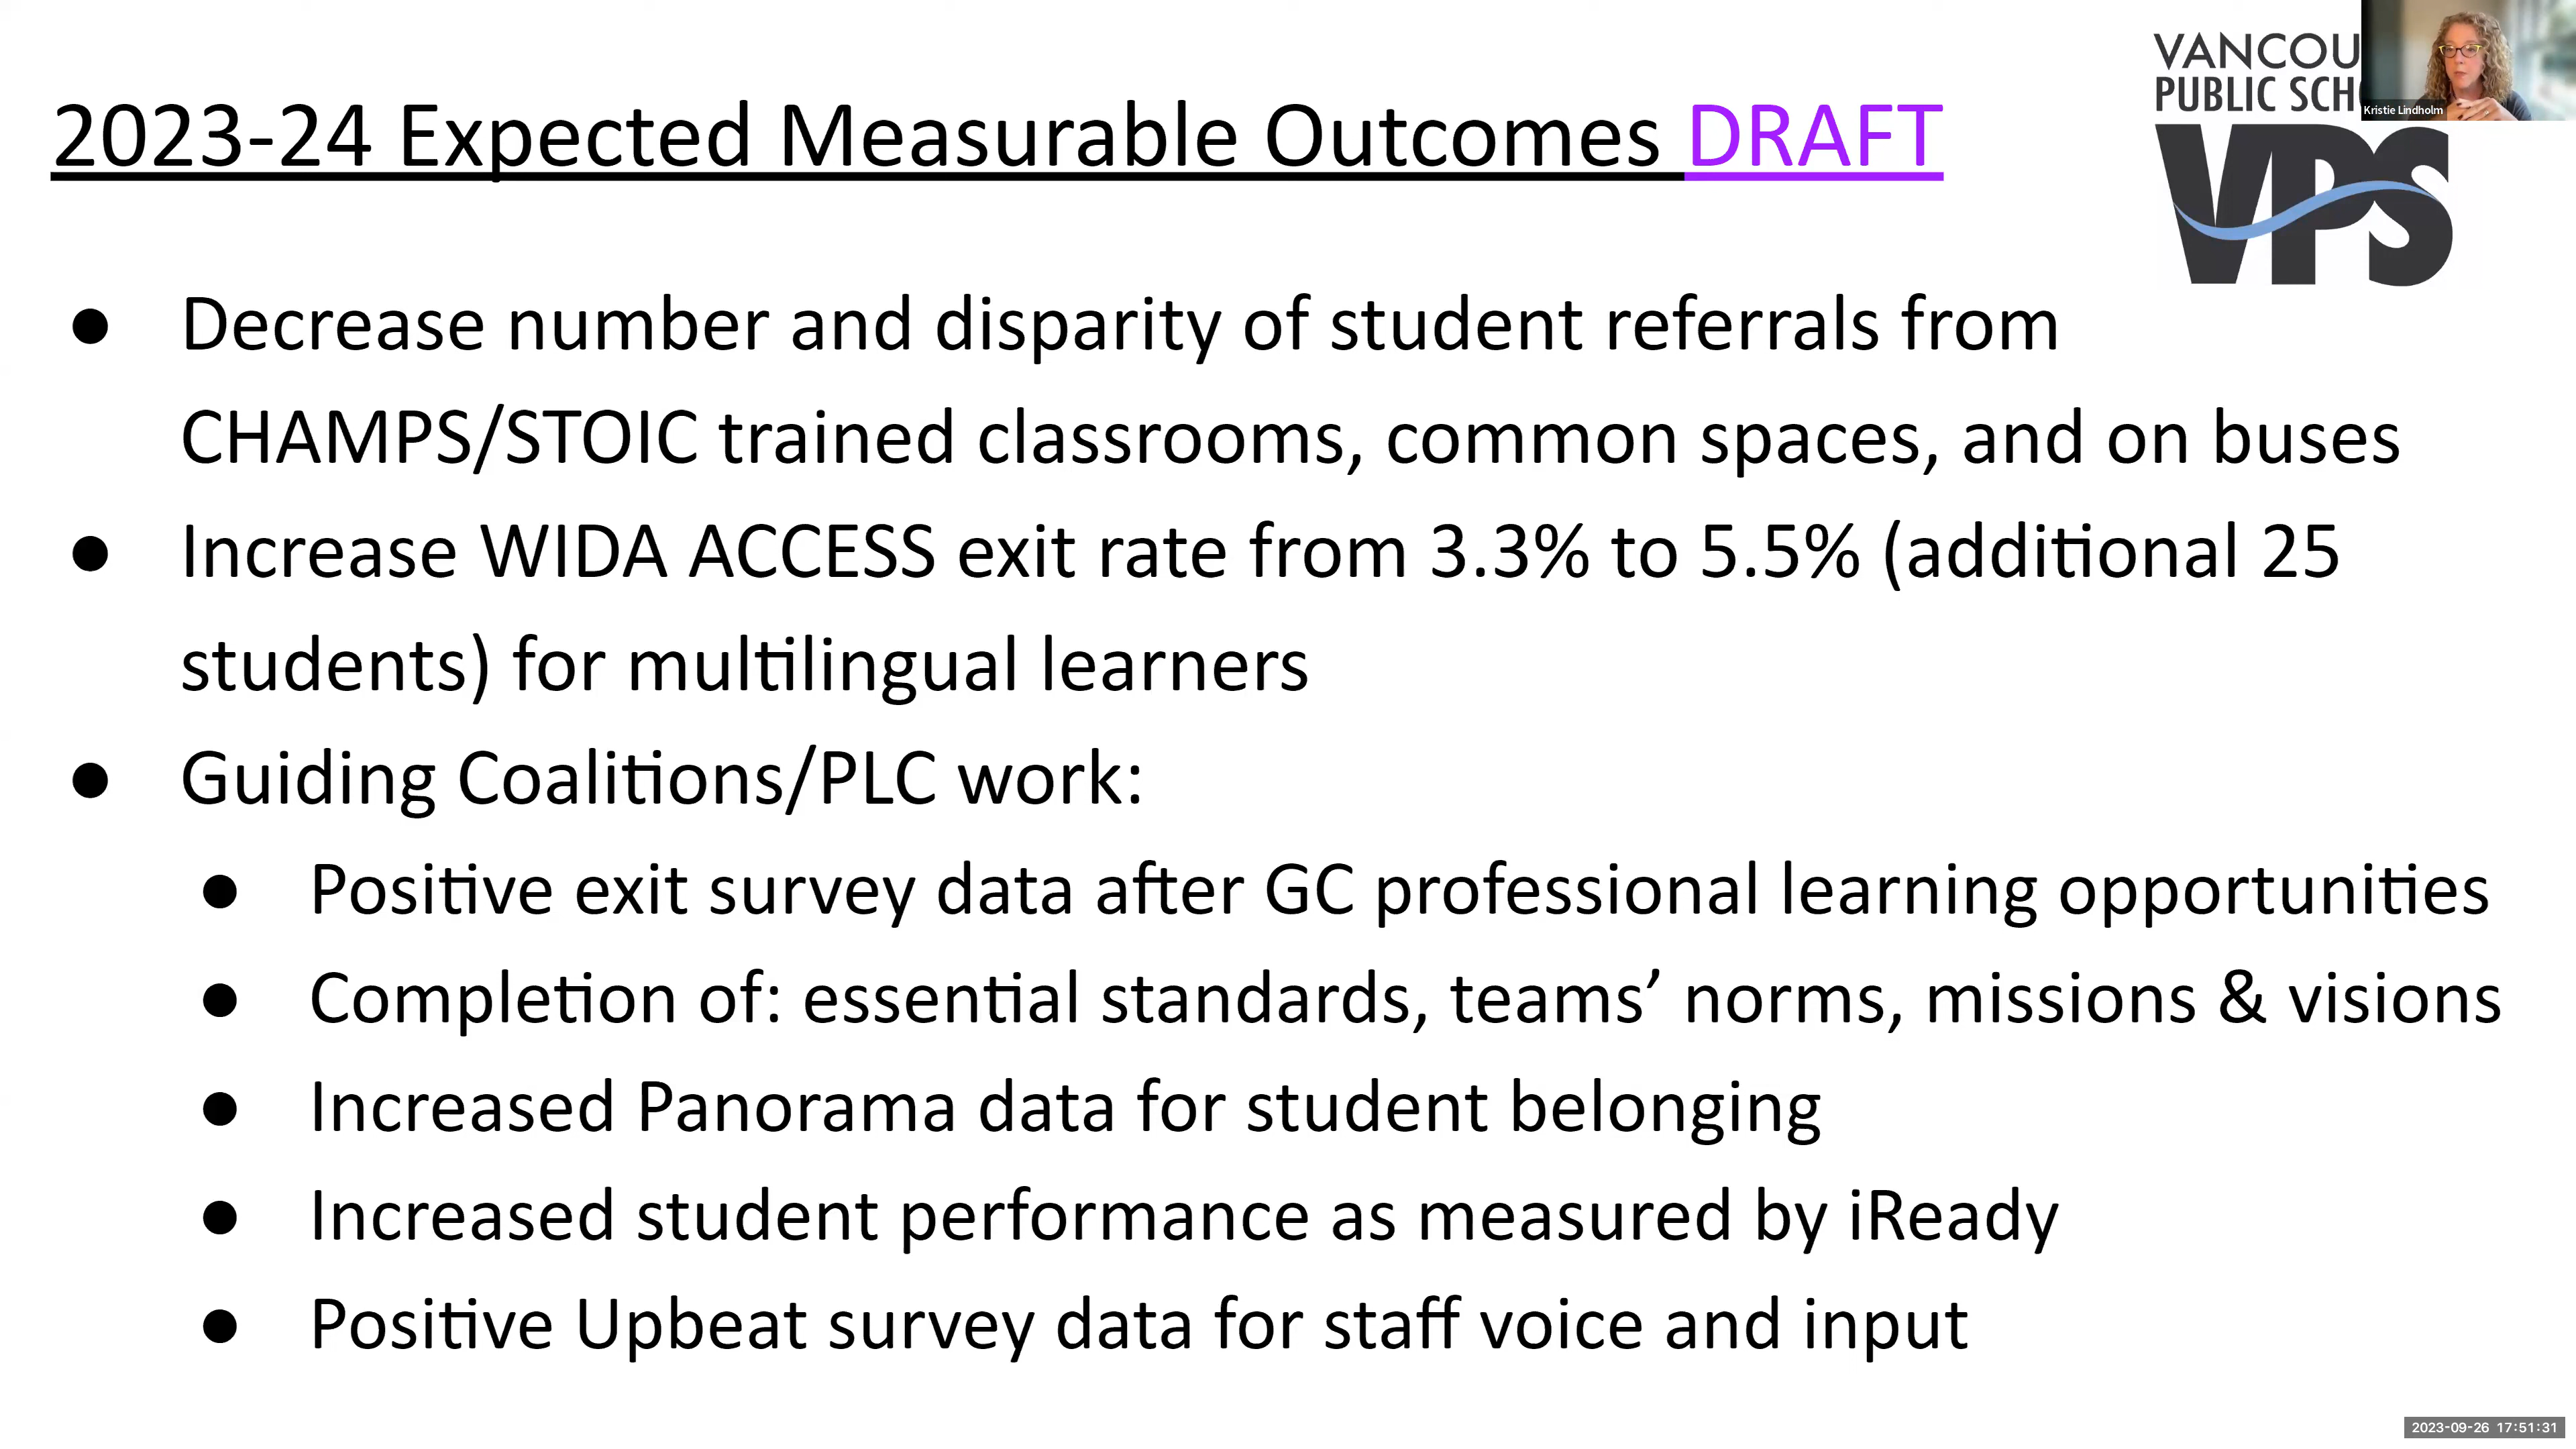 2023-24 Expected Measurable Outcomes DRAFT
VANCOU
PUBLIC SCH
Kristie Lindholm
VPS
● Decrease number and disparity of student referrals from
CHAMPS/STOIC trained classrooms, common spaces, and on buses
● Increase WIDA ACCESS exit rate from 3.3% to 5.5% (additional 25
students) for multilingual learners
● Guiding Coalitions/PLC work:
● Positive exit survey data after GC professional learning opportunities
● Completion of: essential standards, teams’ norms, missions & visions
● Increased Panorama data for student belonging
● Increased student performance as measured by iReady
● Positive Upbeat survey data for staff voice and input
2023-09-26 17:51:31